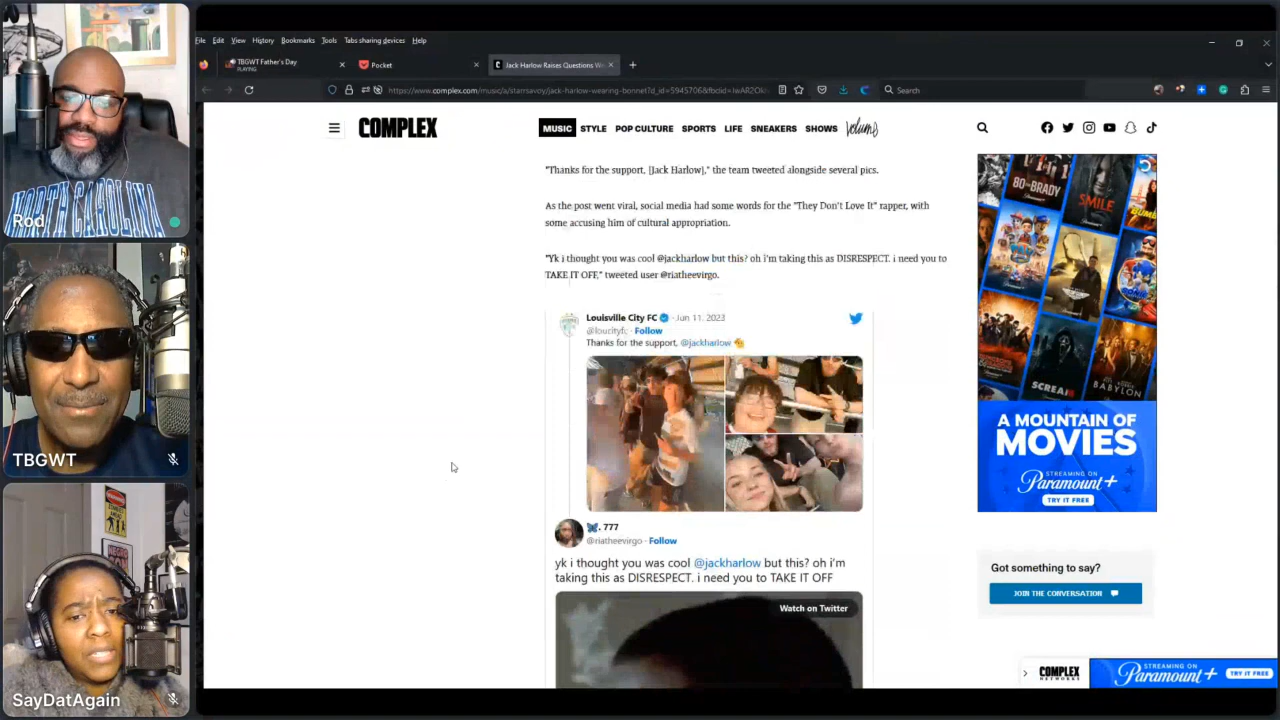 File Edit View History Bookmarks Tools Tabs sharing devices Help
TBGWT Father's Day
PLAYING
Pocket
Jack Harlow Raises Questions W
Search
COMPLEX
MUSIC STYLE POP CULTURE SPORTS LIFE SNEAKERS SHOWS Volume
"Thanks for the support, [Jack Harlow]," the team tweeted alongside several pics.
As the post went viral, social media had some words for the "They Don't Love It" rapper, with
some accusing him of cultural appropriation.
"Yk i thought you was cool @jackharlow but this? oh i'm taking this as DISRESPECT. i need you to
TAKE IT OFF," tweeted user @riatheevirgo.
Louisville City FC · Jun 11, 2023
@loucityfc · Follow
Thanks for the support, @jackharlow
. 777
@riatheevirgo · Follow
yk i thought you was cool @jackharlow but this? oh i'm
taking this as DISRESPECT. i need you to TAKE IT OFF
Watch on Twitter
80 FOR BRADY
SMILE
SCREAM
BABYLON
SONIC
A MOUNTAIN OF
MOVIES
STREAMING ON
Paramount+
TRY IT FREE
Got something to say?
JOIN THE CONVERSATION
COMPLEX
NETWORKS
STREAMING ON
Paramount+
TRY IT FREE
NORTH CAROLINA
Rod
TBGWT
SayDatAgain